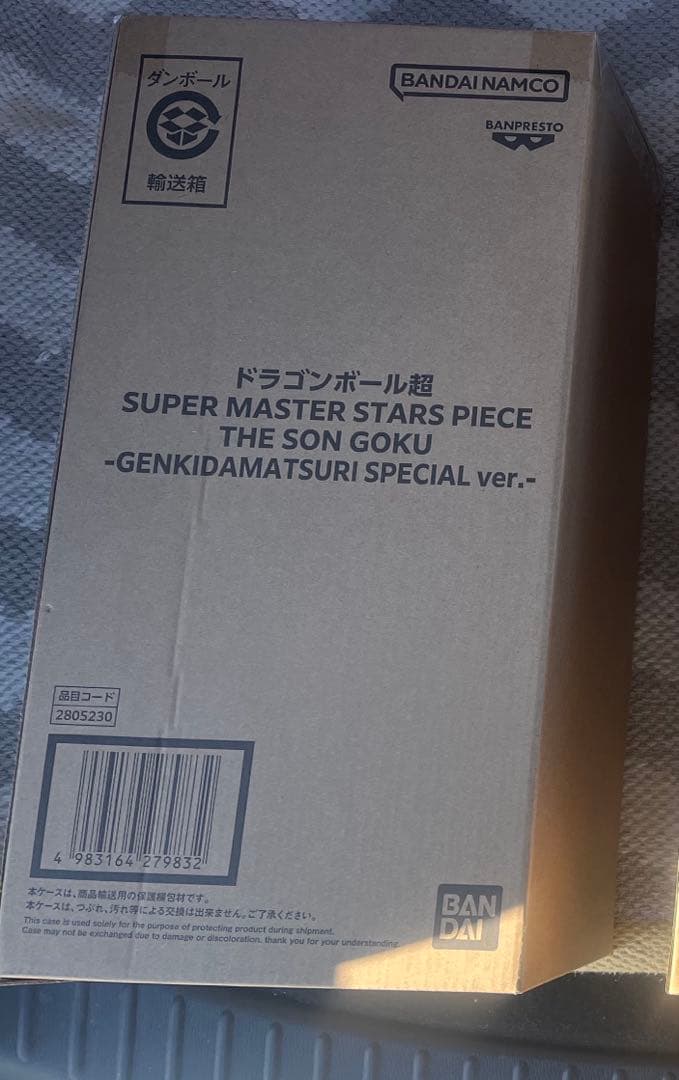 ダンボール
輸送箱
BANDAI NAMCO
BANPRESTO
ドラゴンボール超
SUPER MASTER STARS PIECE
THE SON GOKU
-GENKIDAMATSURI SPECIAL ver.-
品目コード
2805230
4 983164 279832
本ケースは、商品輸送用の保護梱包材です。
本ケースは、つぶれ、汚れ等による交換は出来ません。ご了承ください。
This case is used solely for the purpose of protecting product during shipment.
Case may not be exchanged due to damage or discoloration. thank you for your understanding.
BAN
DAI